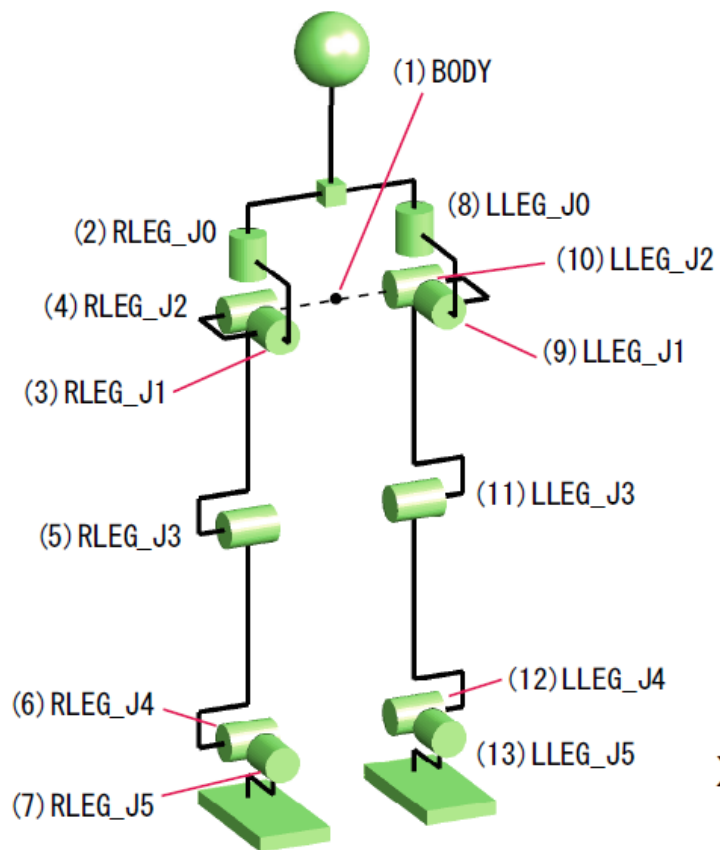 (1) BODY
(2) RLEG_J0
(8) LLEG_J0
(10) LLEG_J2
(4) RLEG_J2
(9) LLEG_J1
(3) RLEG_J1
(11) LLEG_J3
(5) RLEG_J3
(12) LLEG_J4
(6) RLEG_J4
(13) LLEG_J5
(7) RLEG_J5